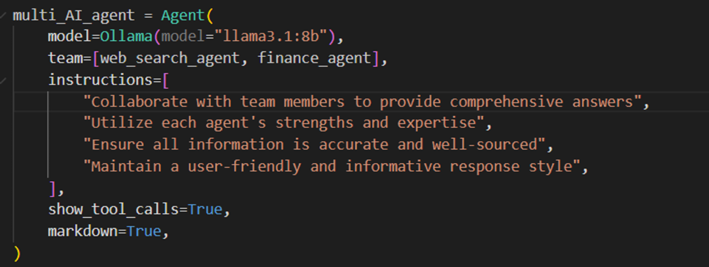 multi_AI_agent = Agent(
    model=Ollama(model="llama3.1:8b"),
    team=[web_search_agent, finance_agent],
    instructions=[
        "Collaborate with team members to provide comprehensive answers",
        "Utilize each agent's strengths and expertise",
        "Ensure all information is accurate and well-sourced",
        "Maintain a user-friendly and informative response style",
    ],
    show_tool_calls=True,
    markdown=True,
)